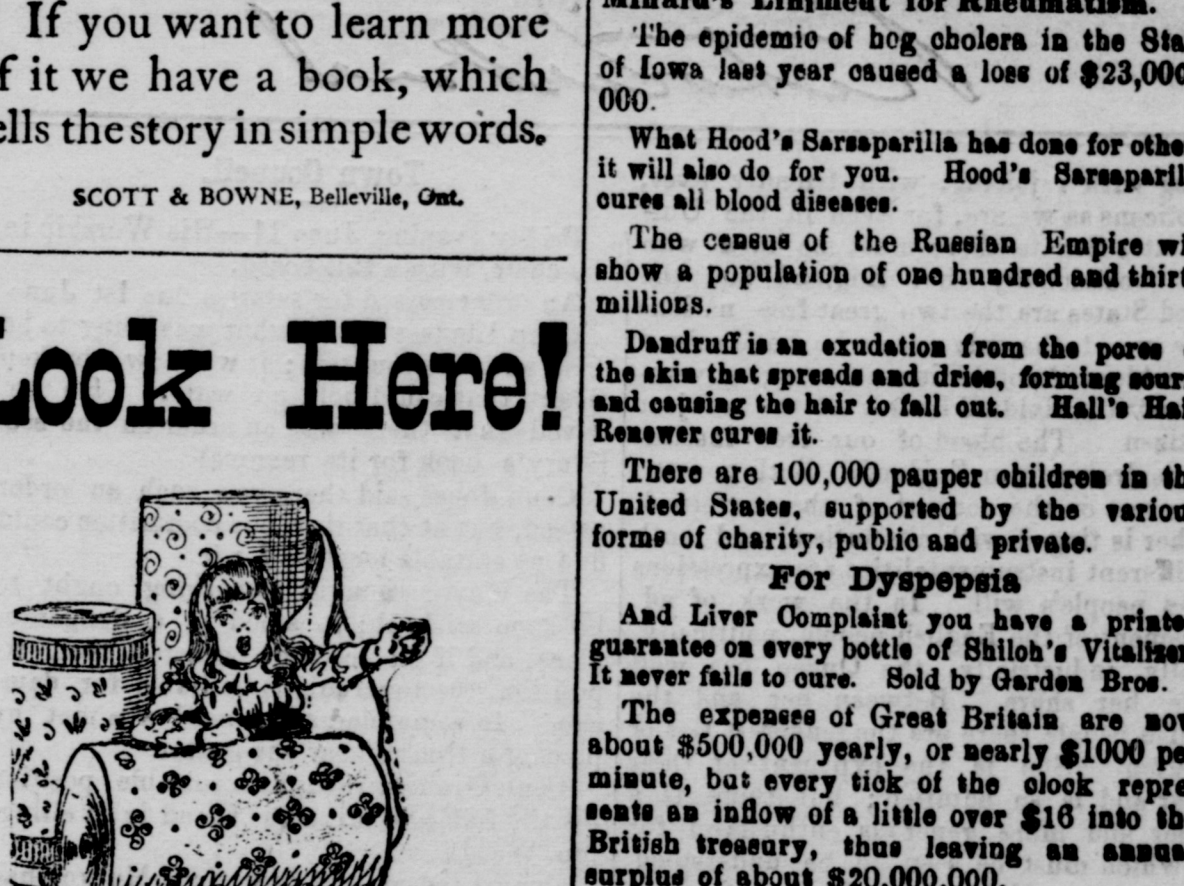 If you want to learn more
f it we have a book, which
ells the story in simple words.
SCOTT & BOWNE, Belleville, Ont.
Look Here!
Minard's Liniment for Rheumatism.
The epidemic of hog cholera in the Sta
of Iowa last year caused a loss of $23,000
000.
What Hood's Sarsaparilla has done for othe
it will also do for you. Hood's Sarsaparil
cures all blood diseases.
The census of the Russian Empire wi
show a population of one hundred and thirt
millions.
Dandruff is an exudation from the pores
the skin that spreads and dries, forming scur
and causing the hair to fall out. Hall's Hai
Renewer cures it.
There are 100,000 pauper children in th
United States, supported by the variou
forms of charity, public and private.
For Dyspepsia
And Liver Complaint you have a printe
guarantee on every bottle of Shiloh's Vitalizer
It never fails to cure. Sold by Garden Bros.
The expenses of Great Britain are now
about $500,000 yearly, or nearly $1000 pe
minute, but every tick of the clock repre
sents an inflow of a little over $16 into th
British treasury, thus leaving an annua
surplus of about $20,000,000.